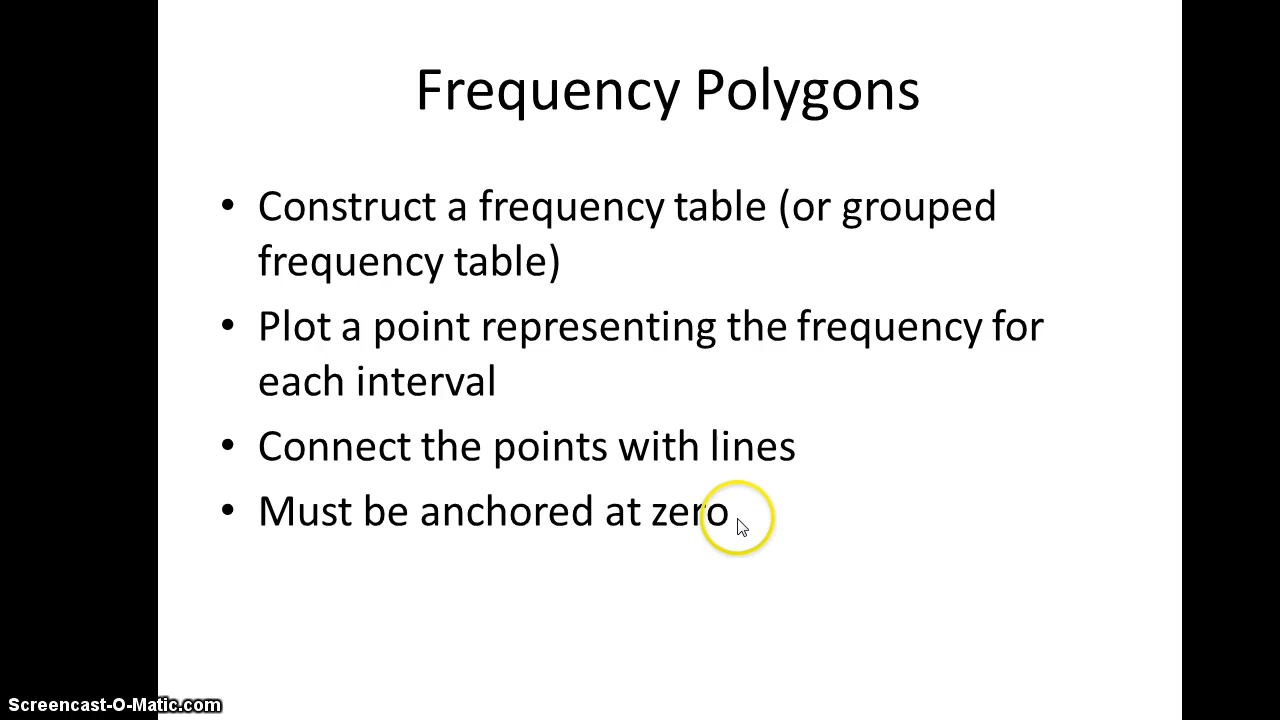 Frequency Polygons
• Construct a frequency table (or grouped
frequency table)
• Plot a point representing the frequency for
each interval
• Connect the points with lines
• Must be anchored at zero
Screencast-O-Matic.com